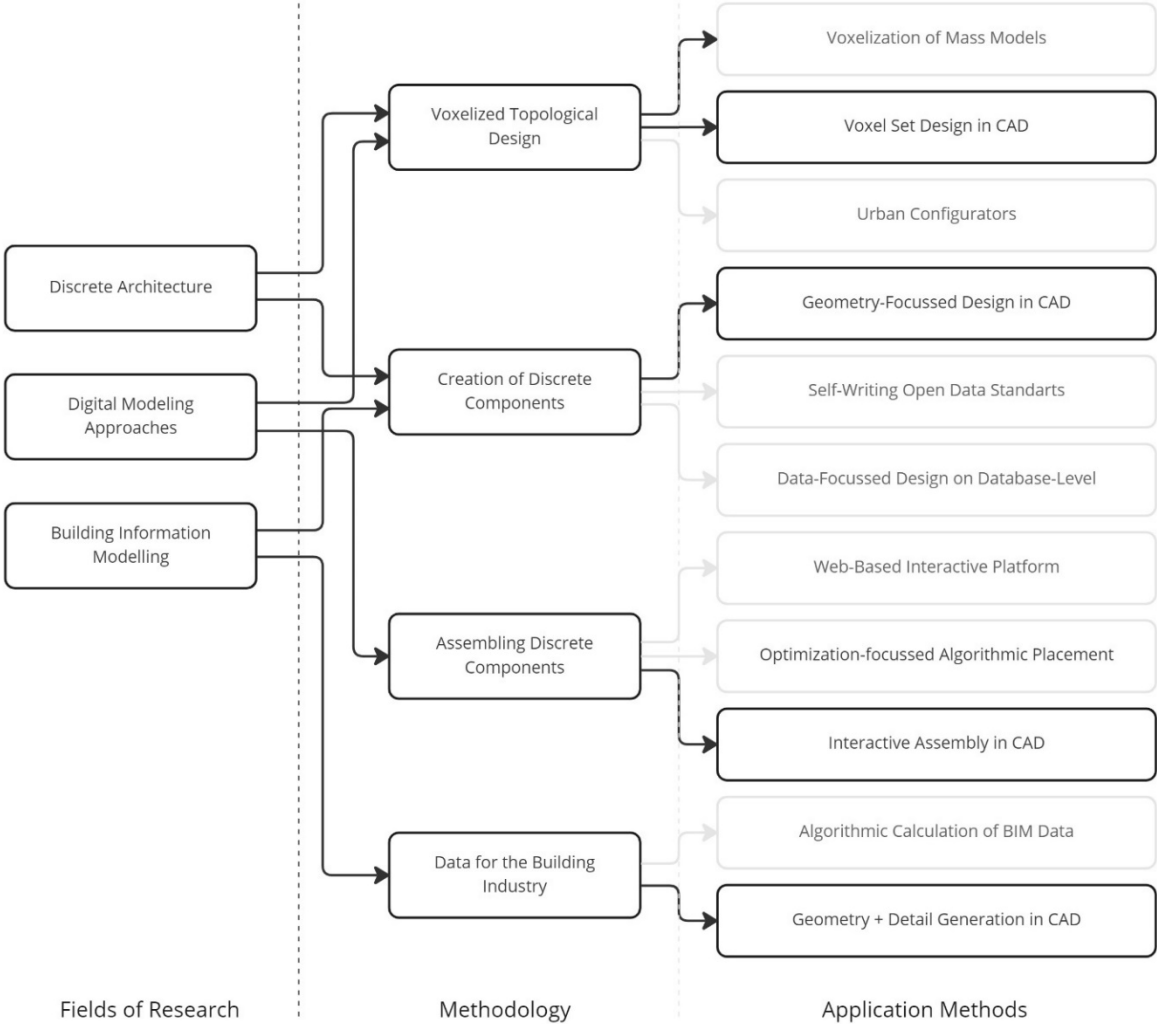 Discrete Architecture
Digital Modeling
Approaches
Building Information
Modelling
Fields of Research
Voxelized Topological
Design
Creation of Discrete
Components
Assembling Discrete
Components
Data for the Building
Industry
Methodology
Voxelization of Mass Models
Voxel Set Design in CAD
Urban Configurators
Geometry-Focussed Design in CAD
Self-Writing Open Data Standarts
Data-Focussed Design on Database-Level
Web-Based Interactive Platform
Optimization-focussed Algorithmic Placement
Interactive Assembly in CAD
Algorithmic Calculation of BIM Data
Geometry + Detail Generation in CAD
Application Methods